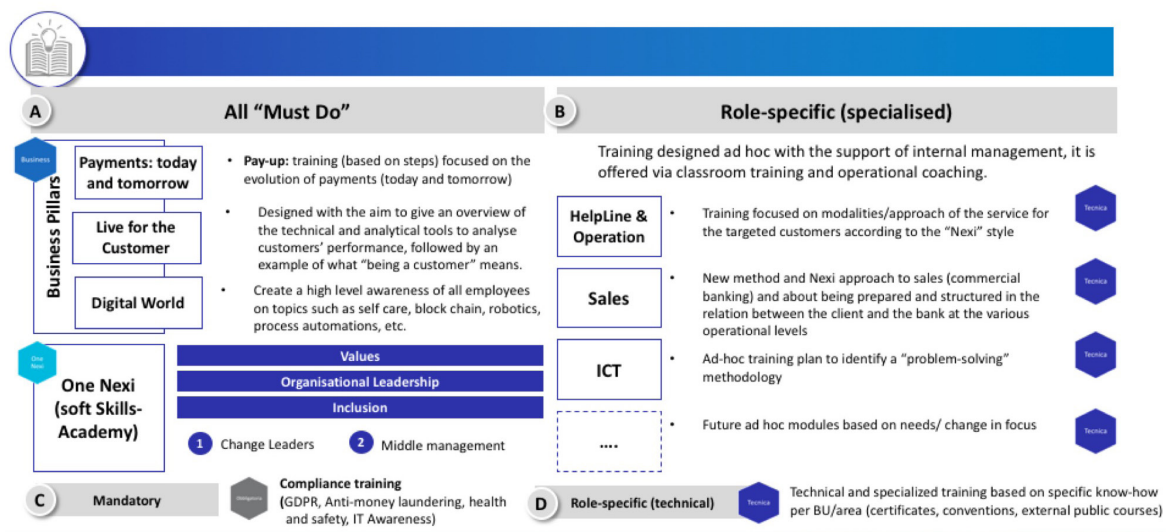 A
All “Must Do”
B
Role-specific (specialised)
Business
Business Pillars
Payments: today
and tomorrow
• Pay-up: training (based on steps) focused on the
evolution of payments (today and tomorrow)
Live for the
Customer
• Designed with the aim to give an overview of
the technical and analytical tools to analyse
customers’ performance, followed by an
example of what “being a customer” means.
Digital World
• Create a high level awareness of all employees
on topics such as self care, block chain, robotics,
process automations, etc.
One
Nexi
One Nexi
(soft Skills-
Academy)
Values
Organisational Leadership
Inclusion
1 Change Leaders
2 Middle management
Training designed ad hoc with the support of internal management, it is
offered via classroom training and operational coaching.
HelpLine &
Operation
• Training focused on modalities/approach of the service for
the targeted customers according to the “Nexi” style
Tecnica
Sales
• New method and Nexi approach to sales (commercial
banking) and about being prepared and structured in the
relation between the client and the bank at the various
operational levels
Tecnica
ICT
• Ad-hoc training plan to identify a “problem-solving”
methodology
Tecnica
....
• Future ad hoc modules based on needs/ change in focus
Tecnica
C
Mandatory
Obbligatoria
Compliance training
(GDPR, Anti-money laundering, health
and safety, IT Awareness)
D
Role-specific (technical)
Tecnica
Technical and specialized training based on specific know-how
per BU/area (certificates, conventions, external public courses)